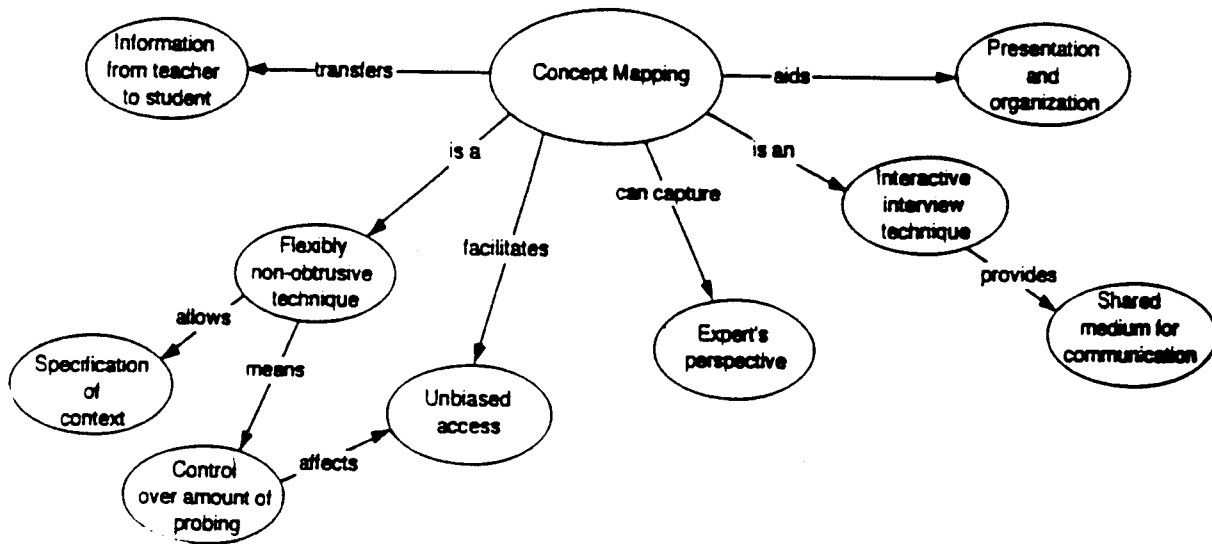 Information
from teacher
to student
transfers
Concept Mapping
aids
Presentation
and
organization
is a
is an
can capture
Interactive
interview
technique
facilitates
Flexibly
non-obtrusive
technique
provides
allows
Shared
medium for
communication
Expert's
perspective
Specification
of
context
means
Unbiased
access
affects
Control
over amount of
probing